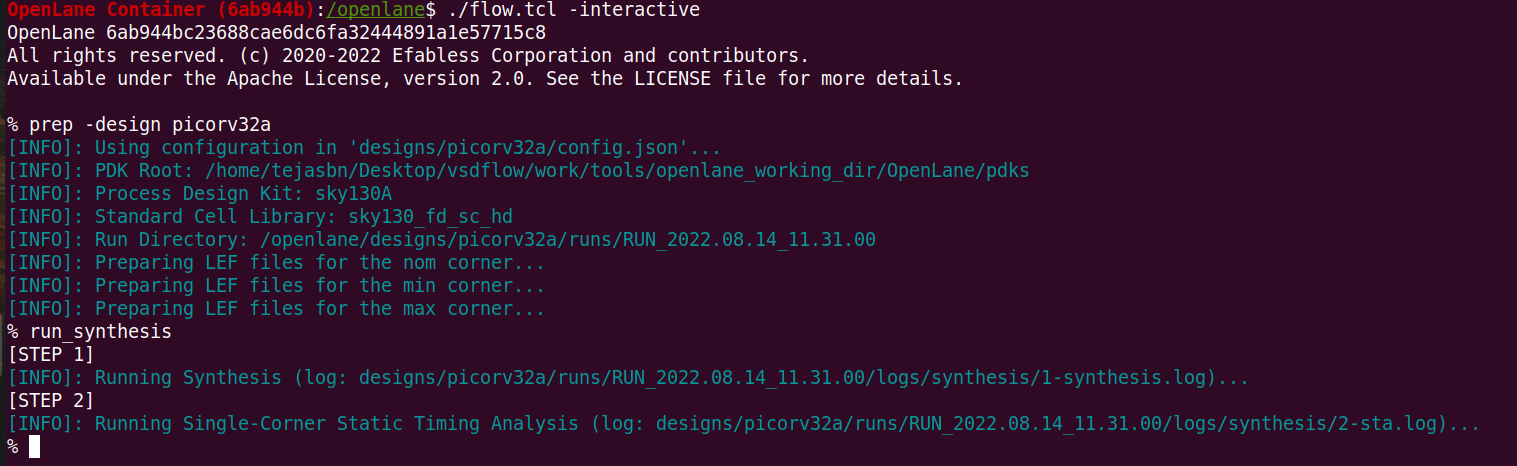 OpenLane Container (6ab944b):/openlane$ ./flow.tcl -interactive
OpenLane 6ab944bc23688cae6dc6fa32444891a1e57715c8
All rights reserved. (c) 2020-2022 Efabless Corporation and contributors.
Available under the Apache License, version 2.0. See the LICENSE file for more details.
% prep -design picorv32a
[INFO]: Using configuration in 'designs/picorv32a/config.json'...
[INFO]: PDK Root: /home/tejasbn/Desktop/vsdflow/work/tools/openlane_working_dir/OpenLane/pdks
[INFO]: Process Design Kit: sky130A
[INFO]: Standard Cell Library: sky130_fd_sc_hd
[INFO]: Run Directory: /openlane/designs/picorv32a/runs/RUN_2022.08.14_11.31.00
[INFO]: Preparing LEF files for the nom corner...
[INFO]: Preparing LEF files for the min corner...
[INFO]: Preparing LEF files for the max corner...
% run_synthesis
[STEP 1]
[INFO]: Running Synthesis (log: designs/picorv32a/runs/RUN_2022.08.14_11.31.00/logs/synthesis/1-synthesis.log)...
[STEP 2]
[INFO]: Running Single-Corner Static Timing Analysis (log: designs/picorv32a/runs/RUN_2022.08.14_11.31.00/logs/synthesis/2-sta.log)...
%